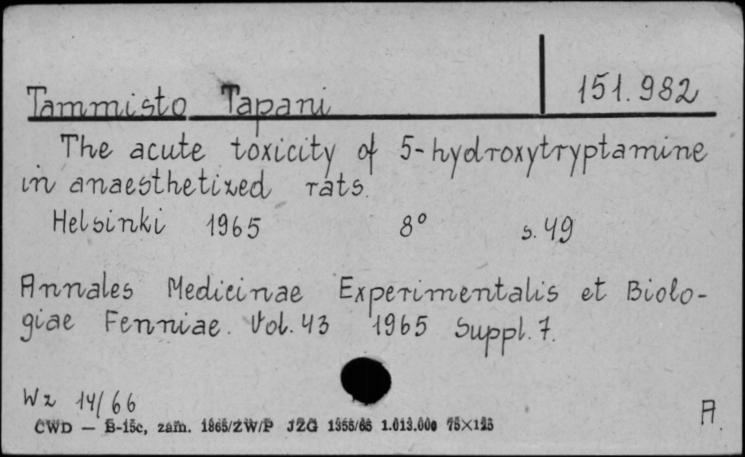 Tammisto Tapani 151.982
The acute toxicity of 5-hydroxytryptamine
in anaesthetized rats.
Helsinki 1965 8° s. 49
Annales Medicinae Experimentalis et Biolo-
giae Fenniae. Vol. 43 1965 Suppl. 7.
Wz 14/66
A.
CWD — B-15c, zam. 1865/ZW/P JZG 1955/65 1.013.000 75×125